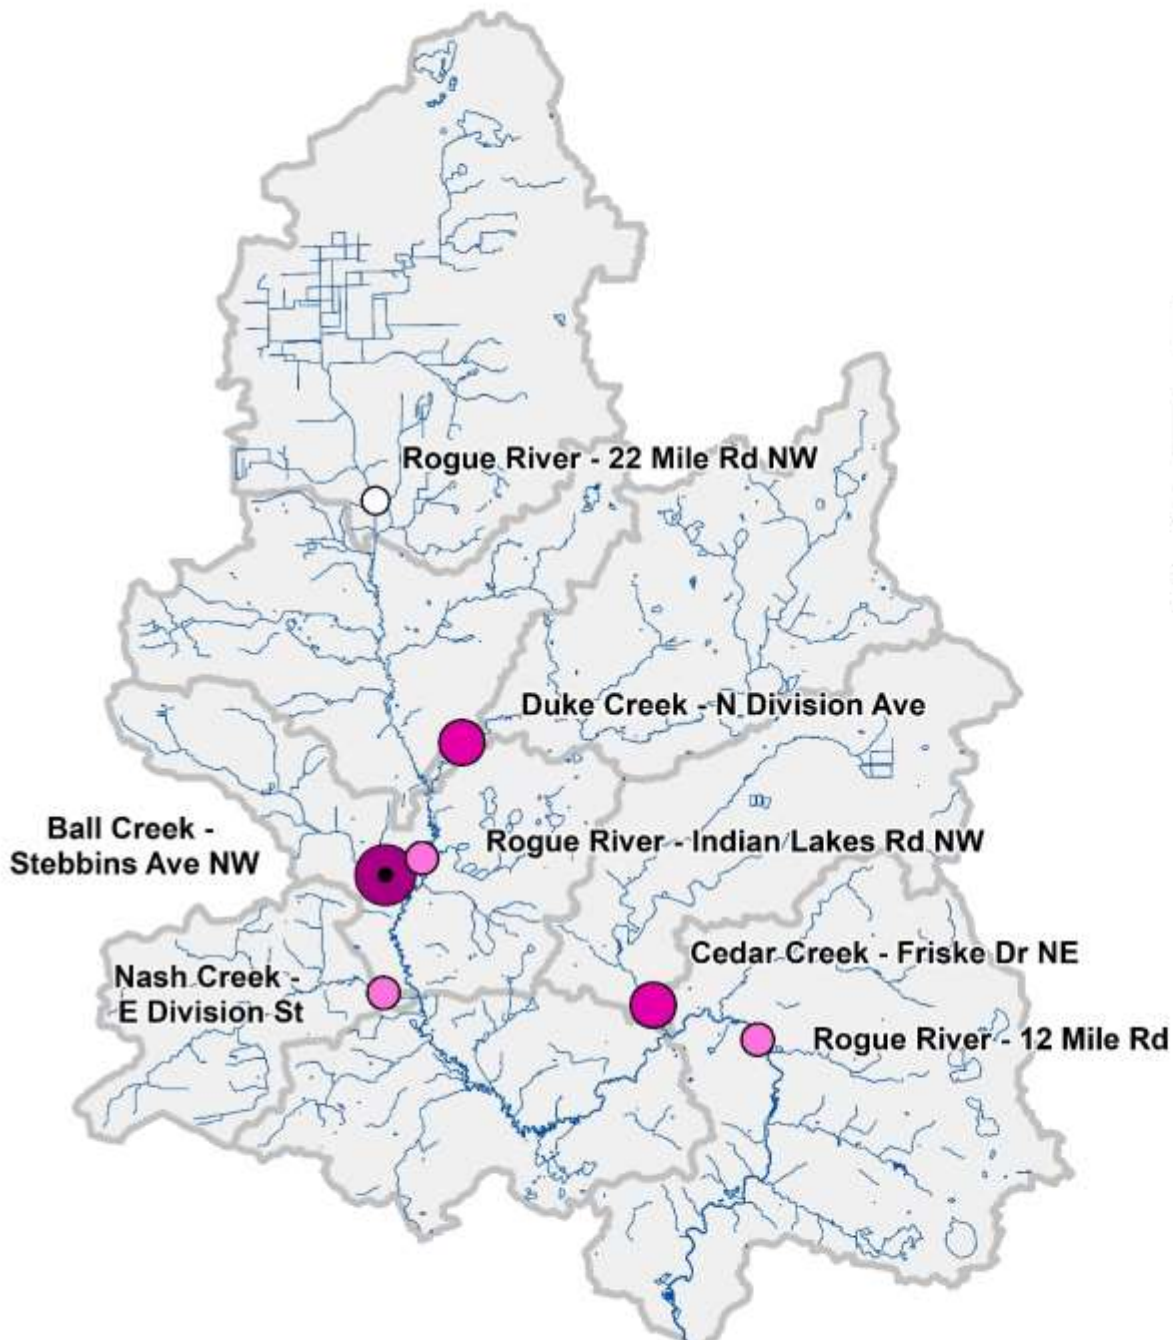 Rogue River - 22 Mile Rd NW
Duke Creek - N Division Ave
Ball Creek -
Stebbins Ave NW
Rogue River - Indian Lakes Rd NW
Cedar Creek - Friske Dr NE
Nash Creek -
E Division St
Rogue River - 12 Mile Rd